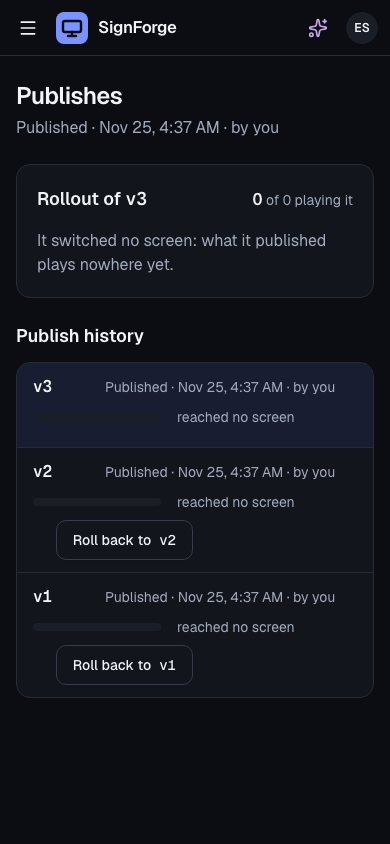 SignForge
ES
Publishes
Published · Nov 25, 4:37 AM · by you
Rollout of v3
0 of 0 playing it
It switched no screen: what it published
plays nowhere yet.
Publish history
v3 Published · Nov 25, 4:37 AM · by you
reached no screen
v2 Published · Nov 25, 4:37 AM · by you
reached no screen
Roll back to v2
v1 Published · Nov 25, 4:37 AM · by you
reached no screen
Roll back to v1